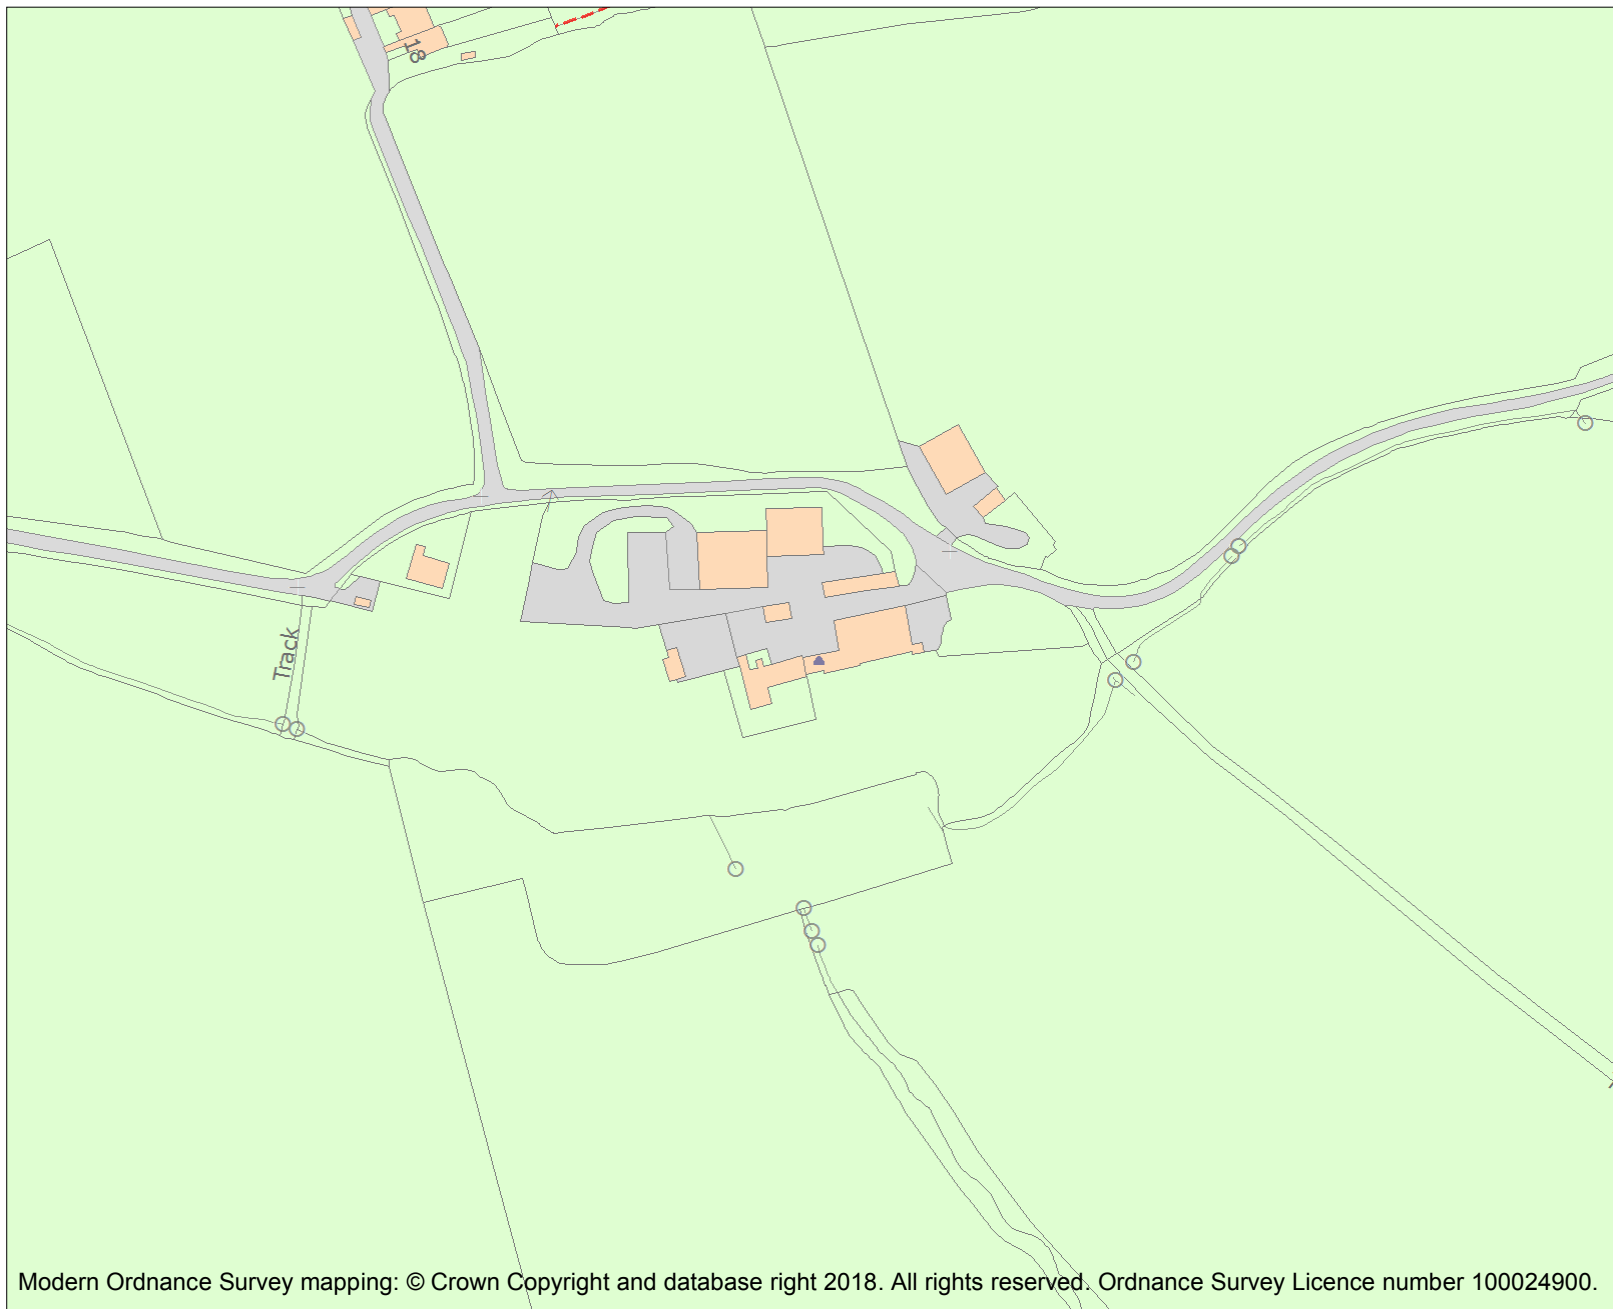 18
Track
Modern Ordnance Survey mapping: © Crown Copyright and database right 2018. All rights reserved. Ordnance Survey Licence number 100024900.